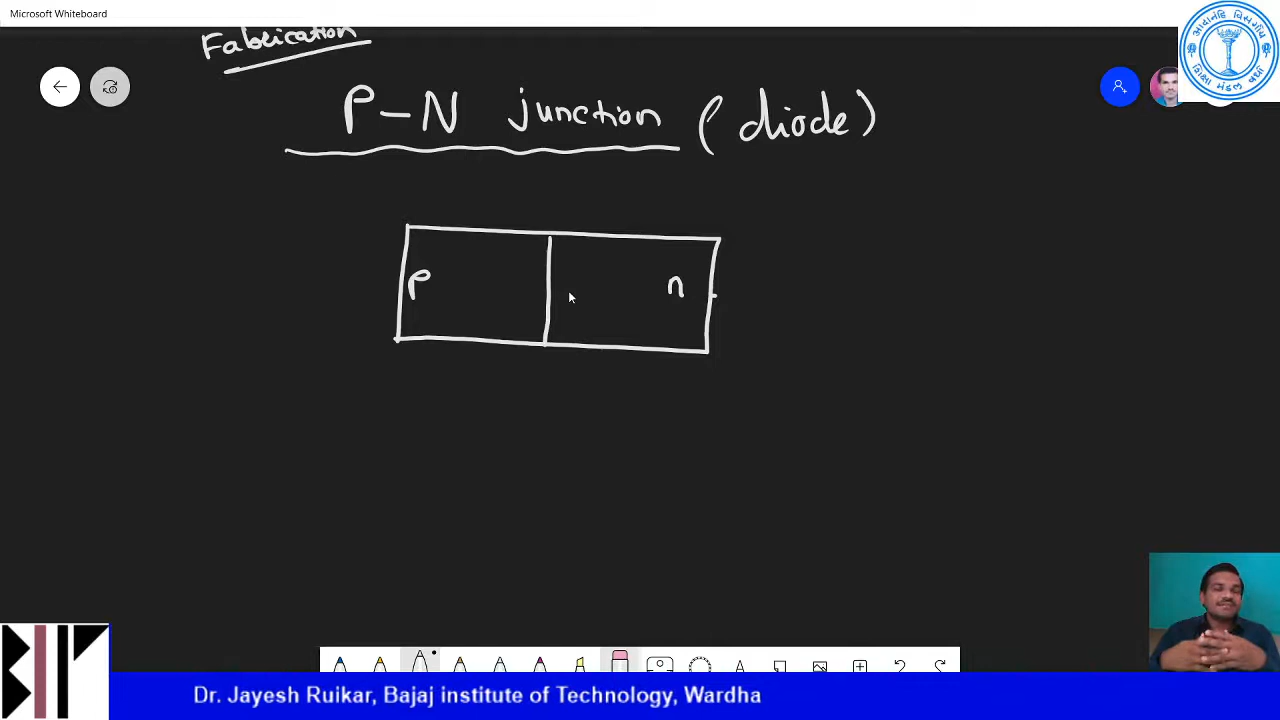 Microsoft Whiteboard
Fabrication
P-N junction (diode)
P
n
Dr. Jayesh Ruikar, Bajaj institute of Technology, Wardha